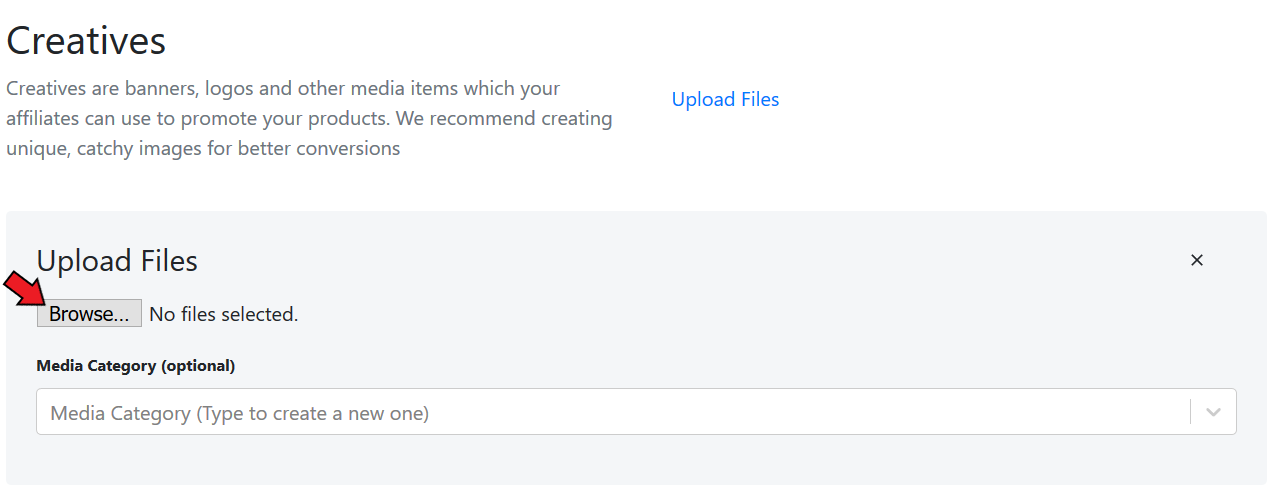 Creatives
Creatives are banners, logos and other media items which your
affiliates can use to promote your products. We recommend creating
unique, catchy images for better conversions
Upload Files
Upload Files
Browse... No files selected.
Media Category (optional)
Media Category (Type to create a new one)